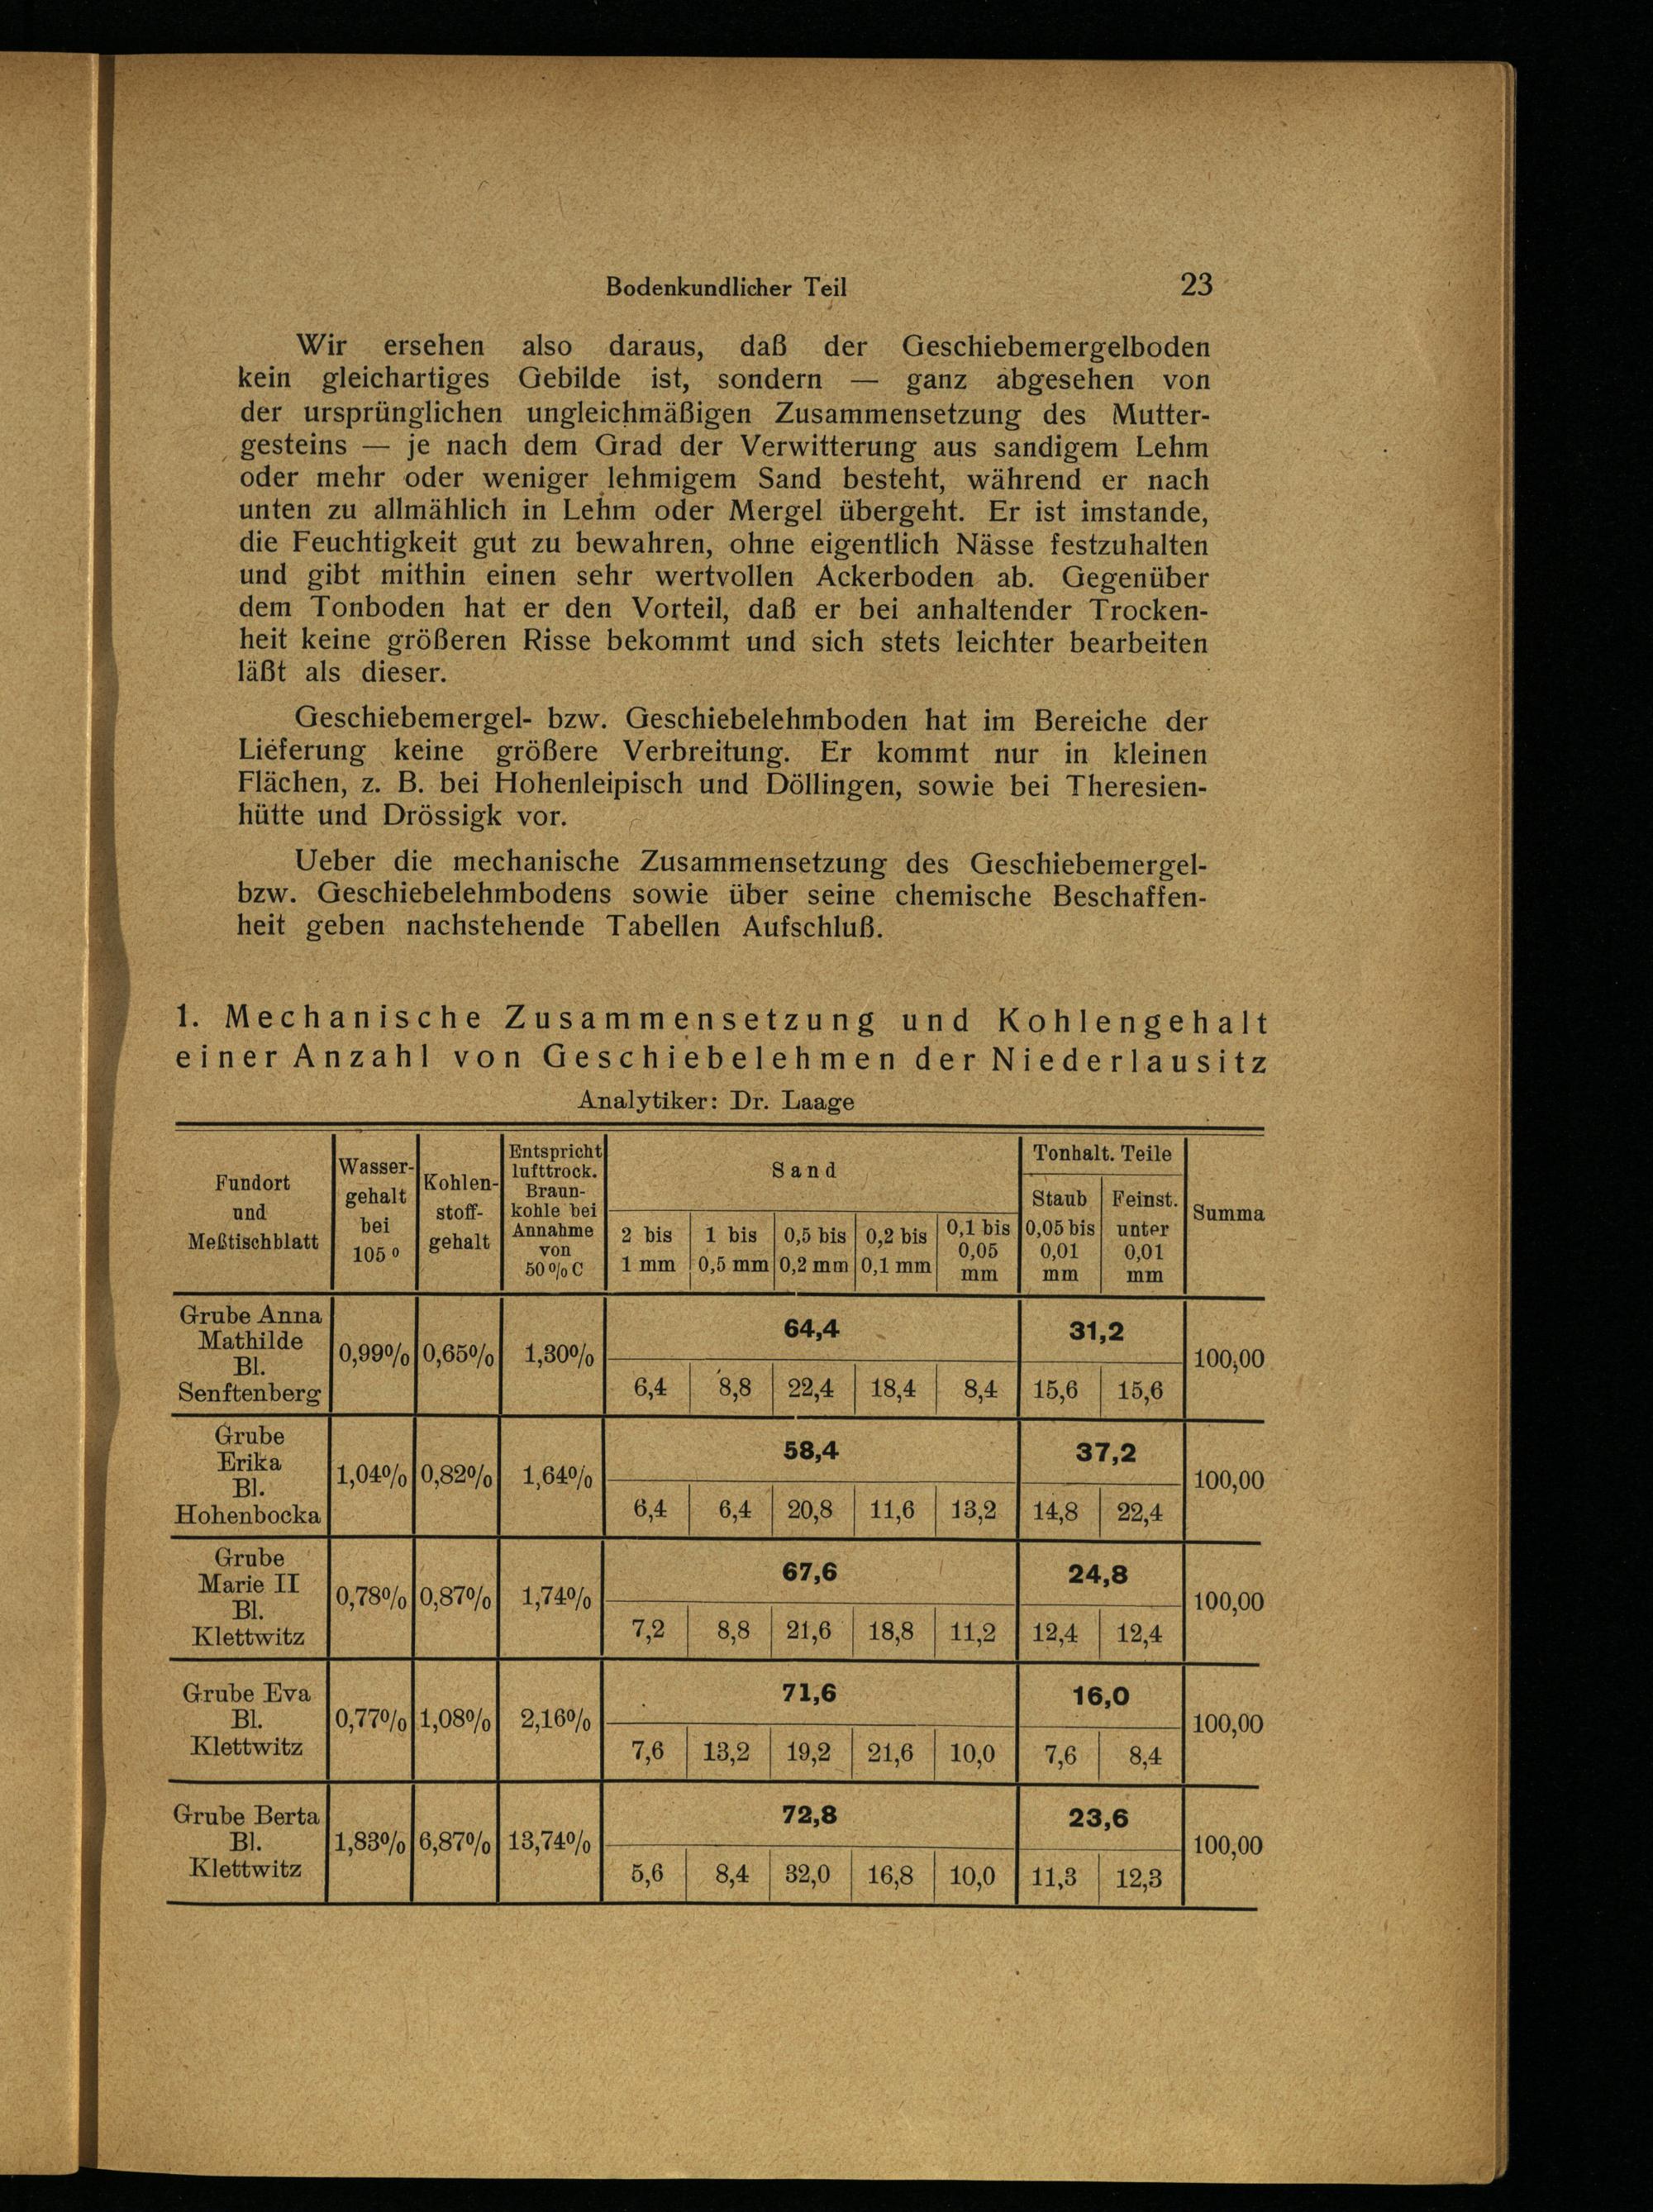 Bodenkundlicher Teil 23
Wir ersehen also daraus, daß der Geschiebemergelboden
kein gleichartiges Gebilde ist, sondern — ganz abgesehen von
der ursprünglichen ungleichmäßigen Zusammensetzung des Mutter-
gesteins — je nach dem Grad der Verwitterung aus sandigem Lehm
oder mehr oder weniger lehmigem Sand besteht, während er nach
unten zu allmählich in Lehm oder Mergel übergeht. Er ist imstande,
die Feuchtigkeit gut zu bewahren, ohne eigentlich Nässe festzuhalten
und gibt mithin einen sehr wertvollen Ackerboden ab. Gegenüber
dem Tonboden hat er den Vorteil, daß er bei anhaltender Trocken-
heit keine größeren Risse bekommt und sich stets leichter bearbeiten
läßt als dieser.
Geschiebemergel- bzw. Geschiebelehmboden hat im Bereiche der
Lieferung keine größere Verbreitung. Er kommt nur in kleinen
Flächen, z. B. bei Hohenleipisch und Döllingen, sowie bei Theresien-
hütte und Drössigk vor.
Ueber die mechanische Zusammensetzung des Geschiebemergel-
bzw. Geschiebelehmbodens sowie über seine chemische Beschaffen-
heit geben nachstehende Tabellen Aufschluß.
1. Mechanische Zusammensetzung und Kohlengehalt
einer Anzahl von Geschiebelehmen der Niederlausitz
Analytiker: Dr. Laage
Fundort
und
Meßtischblatt
Wasser-
gehalt
bei
105°
Kohlen-
stoff-
gehalt
Entspricht
lufttrock.
Braun-
kohle bei
Annahme
von
50% C
Sand
2 bis
1 mm
1 bis
0,5 mm
0,5 bis
0,2 mm
0,2 bis
0,1 mm
0,1 bis
0,05
mm
Tonhalt. Teile
Staub
0,05 bis
0,01
mm
Feinst.
unter
0,01
mm
Summa
Grube Anna
Mathilde
Bl.
Senftenberg
0,99% 0,65% 1,30%
64,4 31,2
6,4 8,8 22,4 18,4 8,4 15,6 15,6
100,00
Grube
Erika
Bl.
Hohenbocka
1,04% 0,82% 1,64%
58,4 37,2
6,4 6,4 20,8 11,6 13,2 14,8 22,4
100,00
Grube
Marie II
Bl.
Klettwitz
0,78% 0,87% 1,74%
67,6 24,8
7,2 8,8 21,6 18,8 11,2 12,4 12,4
100,00
Grube Eva
Bl.
Klettwitz
0,77% 1,08% 2,16%
71,6 16,0
7,6 13,2 19,2 21,6 10,0 7,6 8,4
100,00
Grube Berta
Bl.
Klettwitz
1,83% 6,87% 13,74%
72,8 23,6
5,6 8,4 32,0 16,8 10,0 11,3 12,3
100,00